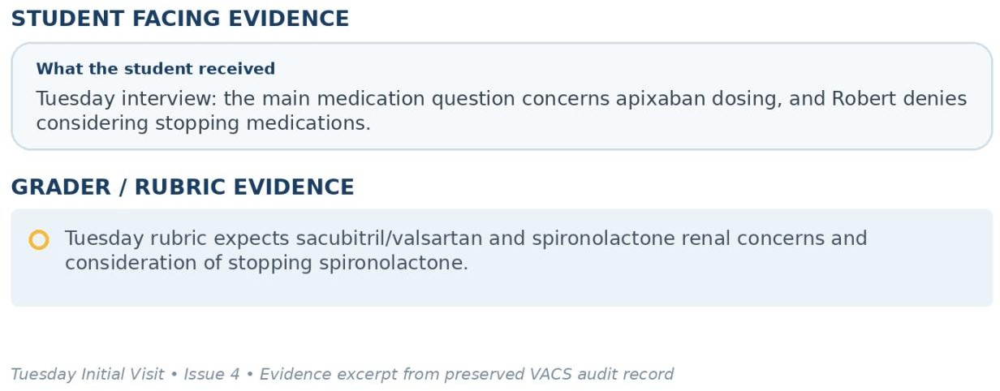 STUDENT FACING EVIDENCE
What the student received
Tuesday interview: the main medication question concerns apixaban dosing, and Robert denies
considering stopping medications.
GRADER / RUBRIC EVIDENCE
Tuesday rubric expects sacubitril/valsartan and spironolactone renal concerns and
consideration of stopping spironolactone.
Tuesday Initial Visit • Issue 4 • Evidence excerpt from preserved VACS audit record